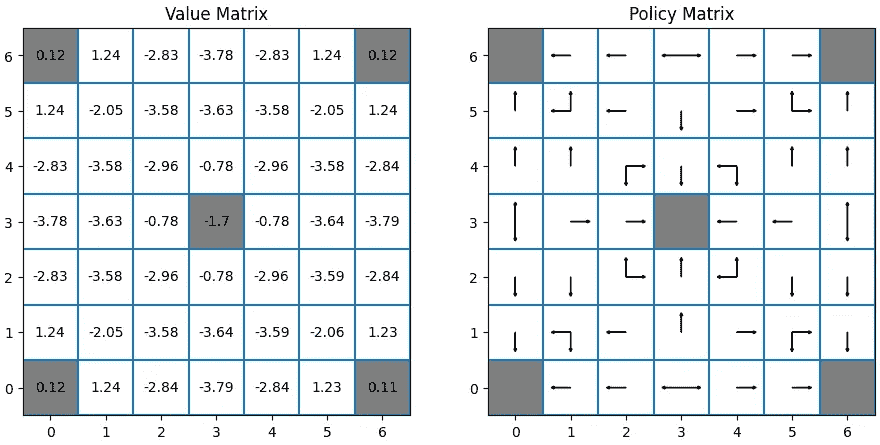 Value Matrix
6 0.12 1.24 -2.83 -3.78 -2.83 1.24 0.12
5 1.24 -2.05 -3.58 -3.63 -3.58 -2.05 1.24
4 -2.83 -3.58 -2.96 -0.78 -2.96 -3.58 -2.84
3 -3.78 -3.63 -0.78 -1.7 -0.78 -3.64 -3.79
2 -2.83 -3.58 -2.96 -0.78 -2.96 -3.59 -2.84
1 1.24 -2.05 -3.58 -3.64 -3.59 -2.06 1.23
0 0.12 1.24 -2.84 -3.79 -2.84 1.23 0.11
0 1 2 3 4 5 6
Policy Matrix
6
5
4
3
2
1
0
0 1 2 3 4 5 6